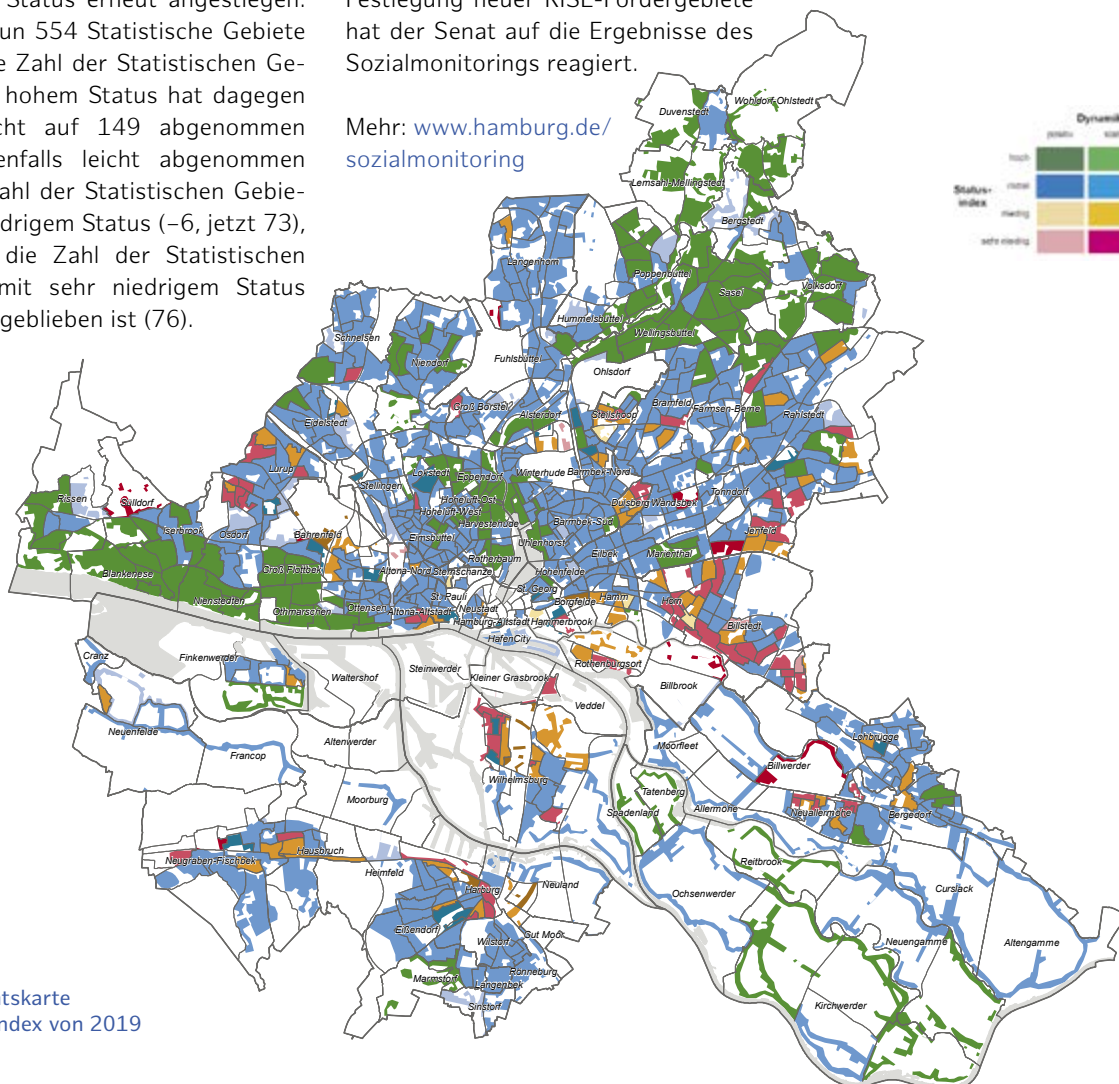 Status erneut angestiegen.
un 554 Statistische Gebiete
e Zahl der Statistischen Ge-
hohem Status hat dagegen
cht auf 149 abgenommen
enfalls leicht abgenommen
zahl der Statistischen Gebie-
drigem Status (–6, jetzt 73),
die Zahl der Statistischen
mit sehr niedrigem Status
geblieben ist (76).
Festlegung neuer RISE-Fördergebiete
hat der Senat auf die Ergebnisse des
Sozialmonitorings reagiert.
Mehr: www.hamburg.de/
sozialmonitoring
Dynamik
positiv
Status-
index
hoch
mittel
niedrig
sehr niedrig
Wohldorf-Ohlstedt
Duvenstedt
Lemsahl-Mellingstedt
Bergstedt
Langenhorn
Poppenbüttel
Sasel
Volksdorf
Hummelsbüttel
Wellingsbüttel
Schnelsen
Niendorf
Fuhlsbüttel
Ohlsdorf
Groß Borstel
Alsterdorf
Steilshoop
Bramfeld
Farmsen-Berne
Rahlstedt
Eidelstedt
Lurup
Stellingen
Lokstedt
Eppendorf
Winterhude
Barmbek-Nord
Tonndorf
Rissen
Sülldorf
Hoheluft-Ost
Hoheluft-West
Harvestehude
Dulsberg
Wandsbek
Barmbek-Süd
Iserbrook
Osdorf
Bahrenfeld
Eimsbüttel
Uhlenhorst
Eilbek
Marienthal
Jenfeld
Rotherbaum
Blankenese
Groß Flottbek
Altona-Nord
Sternschanze
Hohenfelde
St. Georg
Nienstedten
Othmarschen
Ottensen
Altona-Altstadt
St. Pauli
Neustadt
Borgfelde
Hamm
Horn
Hamburg-Altstadt
Hammerbrook
Billstedt
HafenCity
Cranz
Finkenwerder
Waltershof
Steinwerder
Kleiner Grasbrook
Rothenburgsort
Billbrook
Veddel
Neuenfelde
Francop
Altenwerder
Moorfleet
Lohbrügge
Billwerder
Wilhelmsburg
Tatenberg
Spadenland
Allermöhe
Neuallermöhe
Bergedorf
Moorburg
Hausbruch
Neugraben-Fischbek
Heimfeld
Harburg
Neuland
Reitbrook
Ochsenwerder
Curslack
Eißendorf
Wilstorf
Gut Moor
Neuengamme
Altengamme
Rönneburg
Marmstorf
Langenbek
Sinstorf
Kirchwerder
tskarte
ndex von 2019